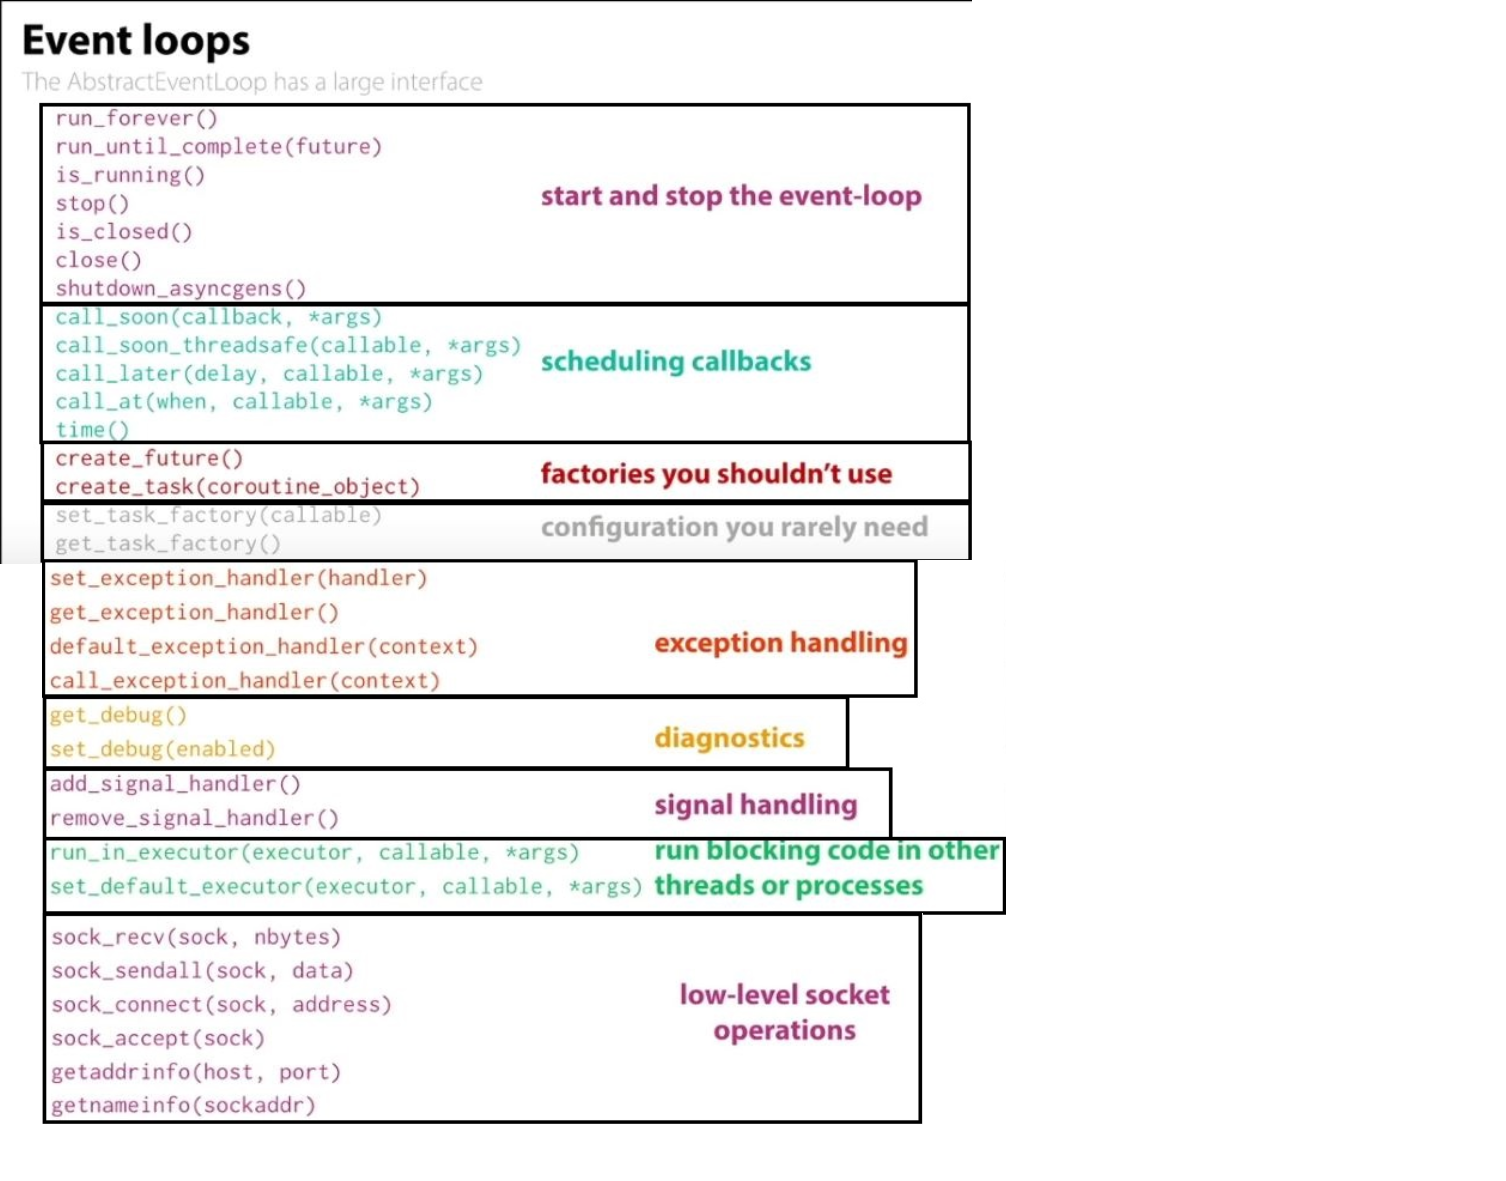 Event loops
The AbstractEventLoop has a large interface
run_forever()
run_until_complete(future)
is_running()
start and stop the event-loop
stop()
is_closed()
close()
shutdown_asyncgens()
call_soon(callback, *args)
call_soon_threadsafe(callable, *args)
scheduling callbacks
call_later(delay, callable, *args)
call_at(when, callable, *args)
time()
create_future()
factories you shouldn't use
create_task(coroutine_object)
set_task_factory(callable)
configuration you rarely need
get_task_factory()
set_exception_handler(handler)
get_exception_handler()
default_exception_handler(context)
exception handling
call_exception_handler(context)
get_debug()
diagnostics
set_debug(enabled)
add_signal_handler()
signal handling
remove_signal_handler()
run_in_executor(executor, callable, *args) run blocking code in other
set_default_executor(executor, callable, *args) threads or processes
sock_recv(sock, nbytes)
sock_sendall(sock, data)
low-level socket
sock_connect(sock, address)
operations
sock_accept(sock)
getaddrinfo(host, port)
getnameinfo(sockaddr)